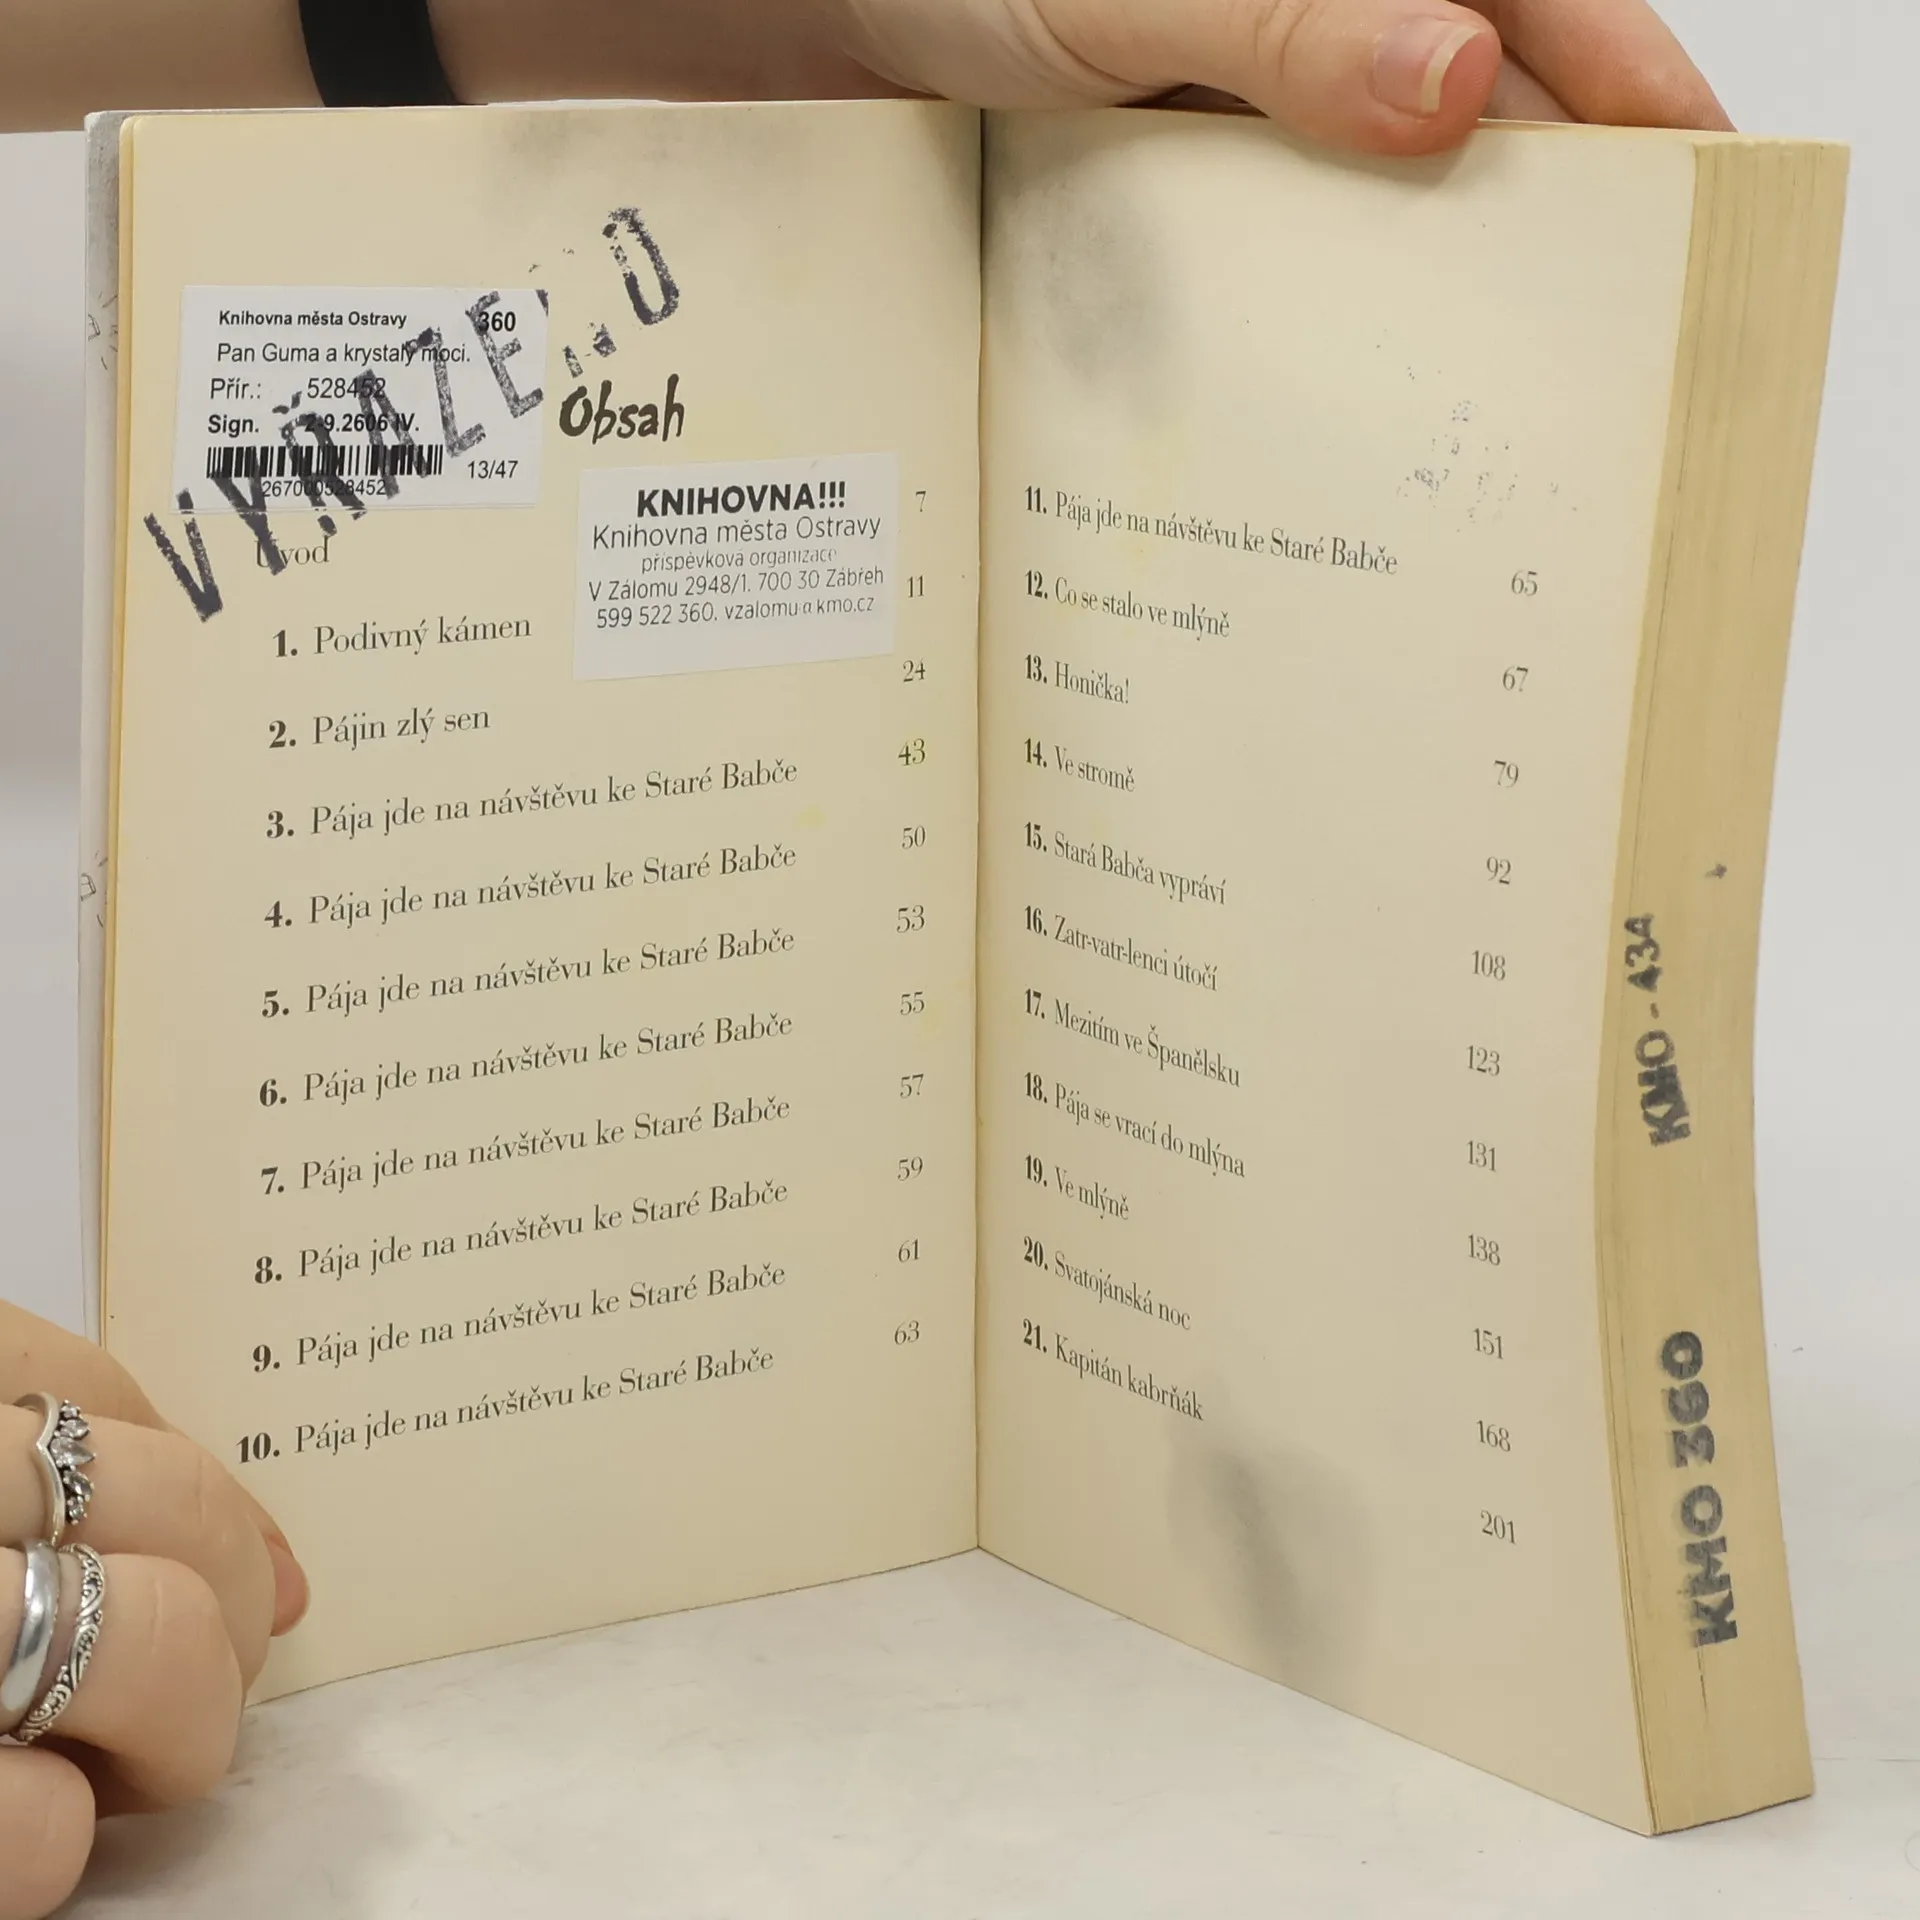 VYŘAZENO
Knihovna města Ostravy 360
Pan Guma a krystaly moci.
Přír.: 528452
Sign. 2-9.2606 IV.
13/47
267000528452
Obsah
KNIHOVNA!!!
Knihovna města Ostravy
příspěvková organizace
V Zálomu 2948/1. 700 30 Zábřeh
599 522 360. vzalomu@kmo.cz
Úvod 7
1. Podivný kámen 11
2. Pájin zlý sen 24
3. Pája jde na návštěvu ke Staré Babče 43
4. Pája jde na návštěvu ke Staré Babče 50
5. Pája jde na návštěvu ke Staré Babče 53
6. Pája jde na návštěvu ke Staré Babče 55
7. Pája jde na návštěvu ke Staré Babče 57
8. Pája jde na návštěvu ke Staré Babče 59
9. Pája jde na návštěvu ke Staré Babče 61
10. Pája jde na návštěvu ke Staré Babče 63
11. Pája jde na návštěvu ke Staré Babče 65
12. Co se stalo ve mlýně 67
13. Honička! 79
14. Ve stromě 92
15. Stará Babča vypráví 108
16. Zatr-vatr-lenci útočí 123
17. Mezitím ve Španělsku 131
18. Pája se vrací do mlýna 138
19. Ve mlýně 151
20. Svatojánská noc 168
21. Kapitán kabrňák 201
KMO - 434
KMO 360